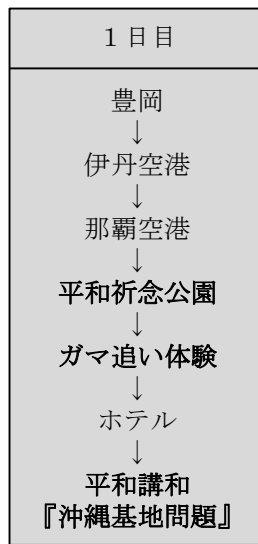 １日目
豊岡
↓
伊丹空港
↓
那覇空港
↓
平和祈念公園
↓
ガマ追い体験
↓
ホテル
↓
平和講和
『沖縄基地問題』